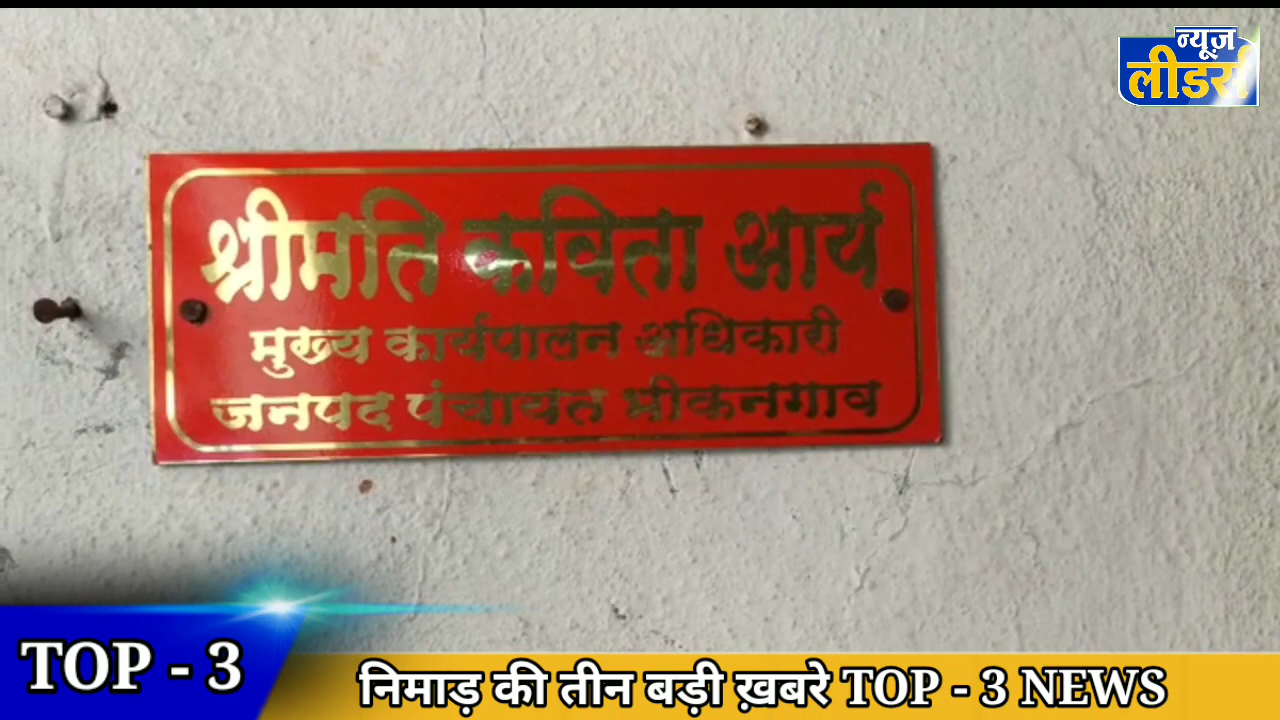 न्यूज़
लीडर्स
श्रीमति कविता आर्य
मुख्य कार्यपालन अधिकारी
जनपद पंचायत भीकनगाव
TOP - 3
निमाड़ की तीन बड़ी ख़बरे TOP - 3 NEWS